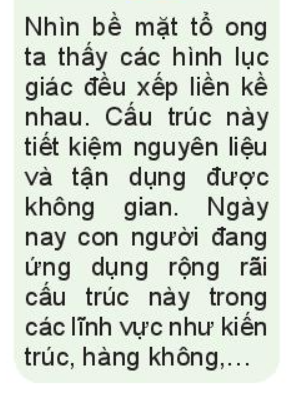 Nhìn bề mặt tổ ong
ta thấy các hình lục
giác đều xếp liền kề
nhau. Cấu trúc này
tiết kiệm nguyên liệu
và tận dụng được
không gian. Ngày
nay con người đang
ứng dụng rộng rãi
cấu trúc này trong
các lĩnh vực như kiến
trúc, hàng không,...